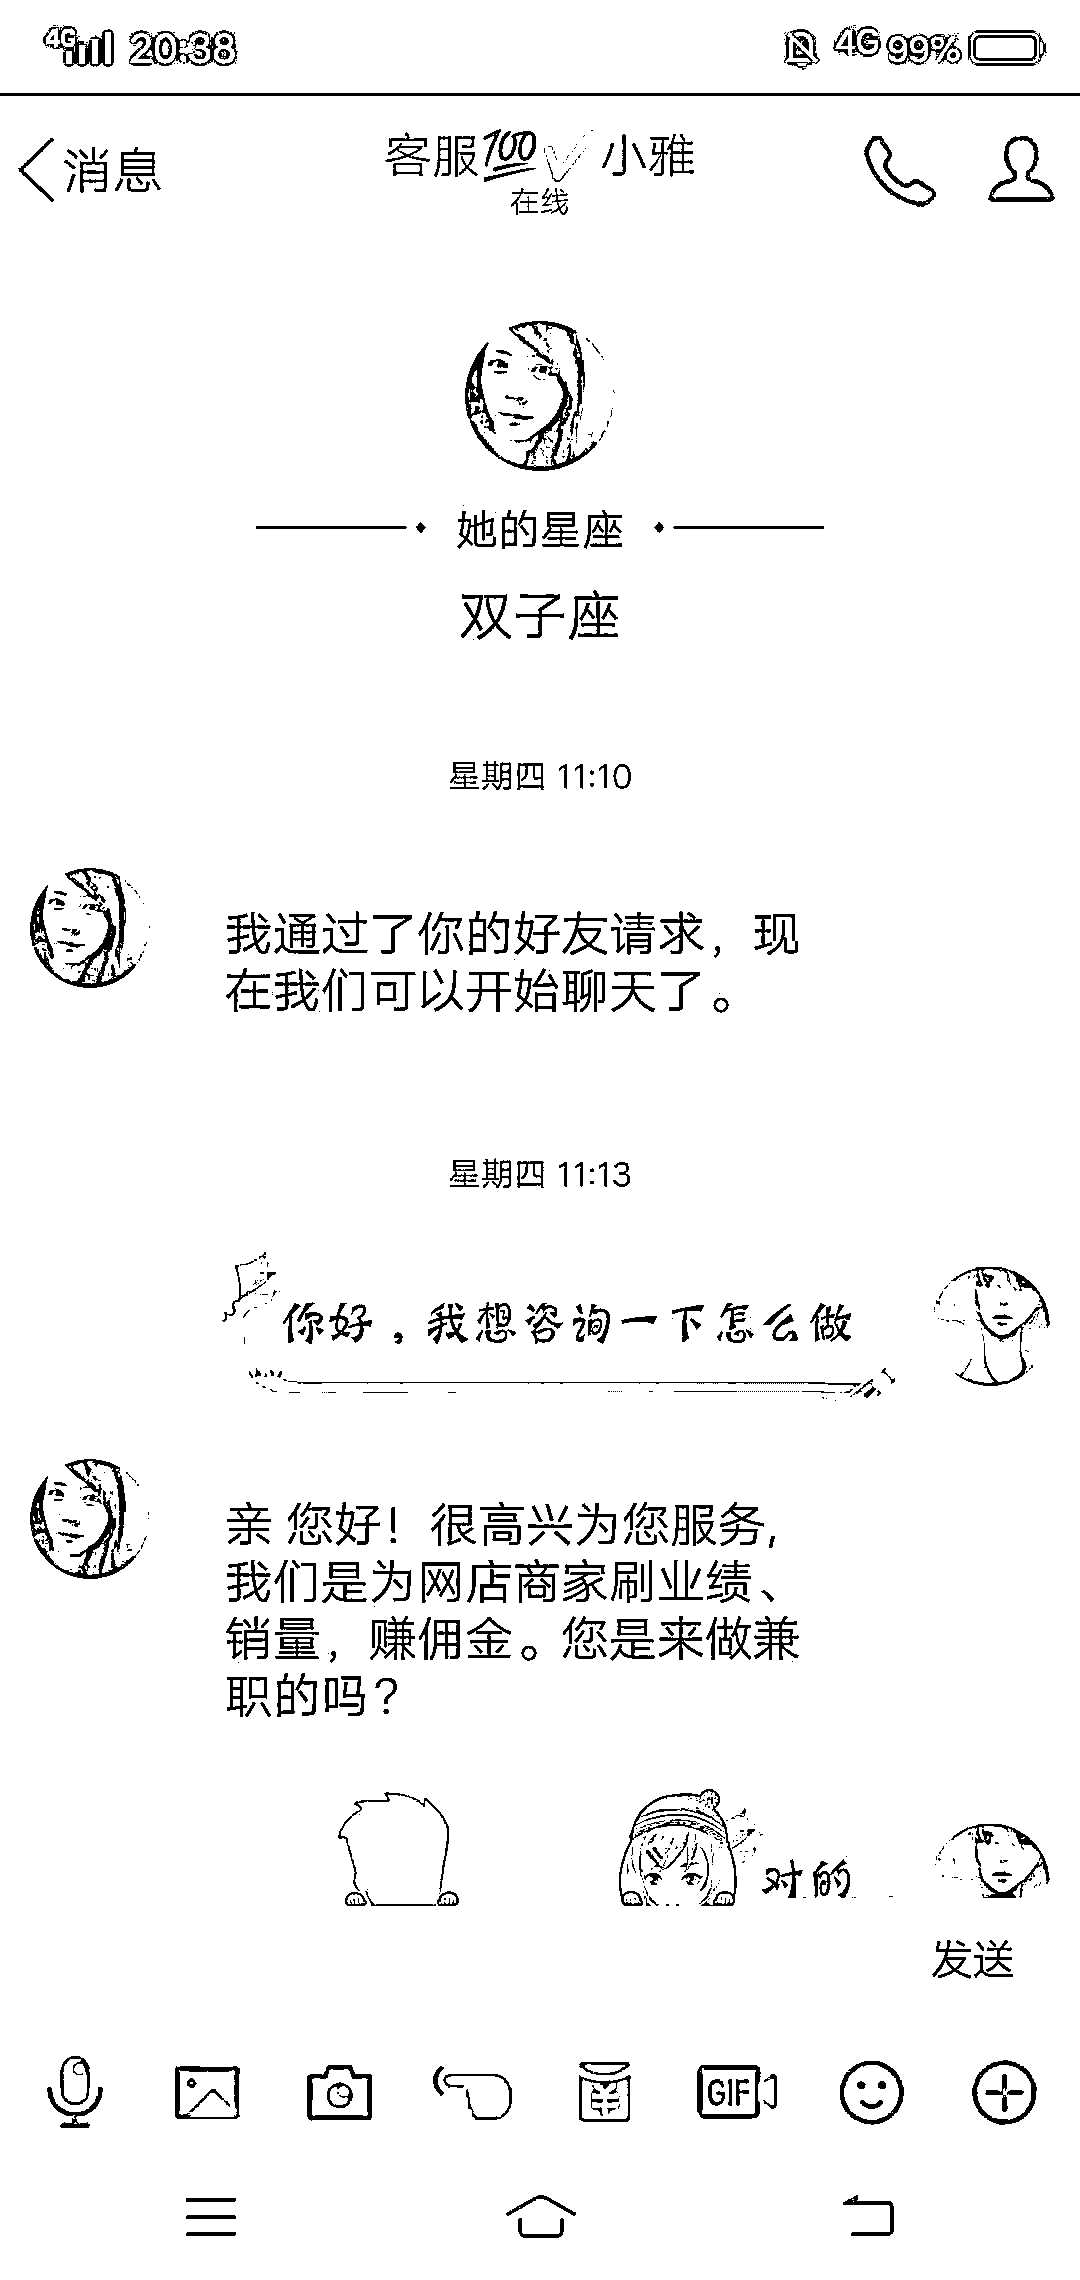 4G 20:38 4G 99%
消息 客服💯✓小雅
在线
她的星座
双子座
星期四 11:10
我通过了你的好友请求，现
在我们可以开始聊天了。
星期四 11:13
你好，我想咨询一下怎么做
亲 您好！很高兴为您服务,
我们是为网店商家刷业绩、
销量，赚佣金。您是来做兼
职的吗？
对的
发送
GIF